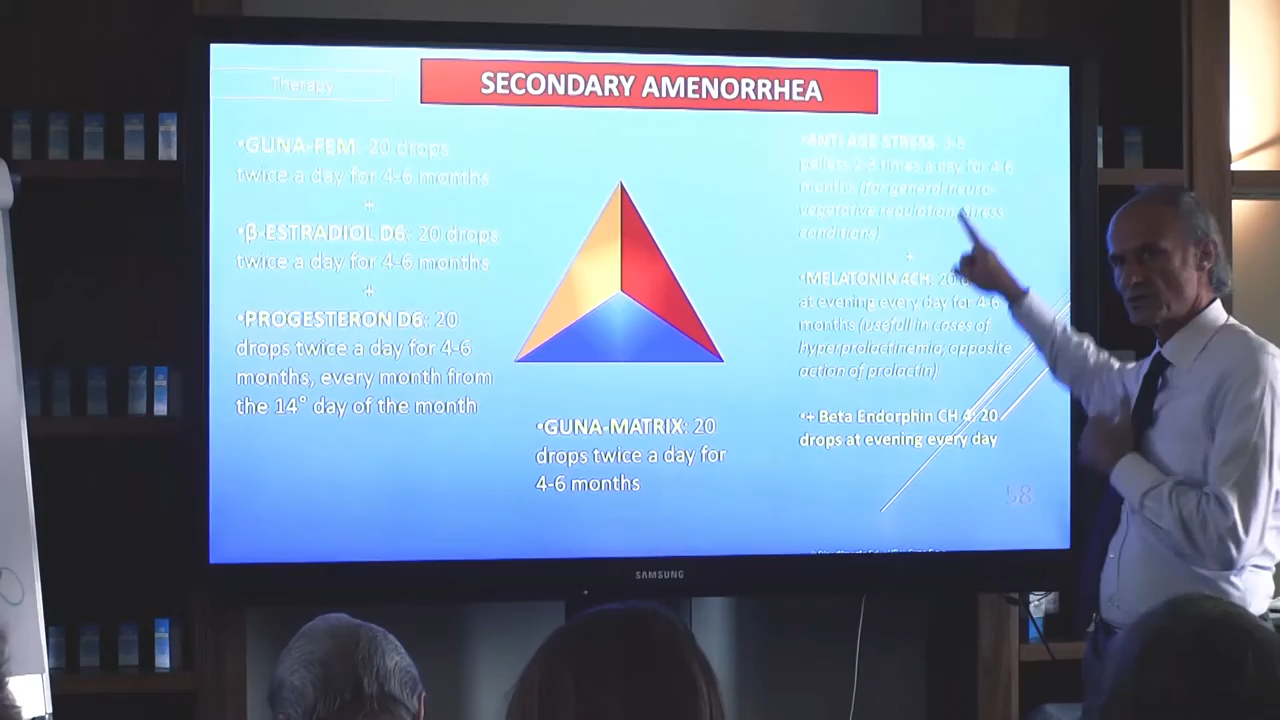 Therapy
SECONDARY AMENORRHEA
•GUNA-FEM: 20 drops
twice a day for 4-6 months
+
•β-ESTRADIOL D6: 20 drops
twice a day for 4-6 months
+
•PROGESTERON D6: 20
drops twice a day for 4-6
months, every month from
the 14° day of the month
•GUNA-MATRIX: 20
drops twice a day for
4-6 months
•ANTI AGE STRESS: 3-5
pellets 2-3 times a day for 4-6
months (for general neuro-
vegetative regulation, stress
conditions)
+
•MELATONIN 4CH: 20
at evening every day for 4-6
months (usefull in cases of
hyperprolactinemia, opposite
action of prolactin)
•+ Beta Endorphin CH 4: 20
drops at evening every day
58
SAMSUNG